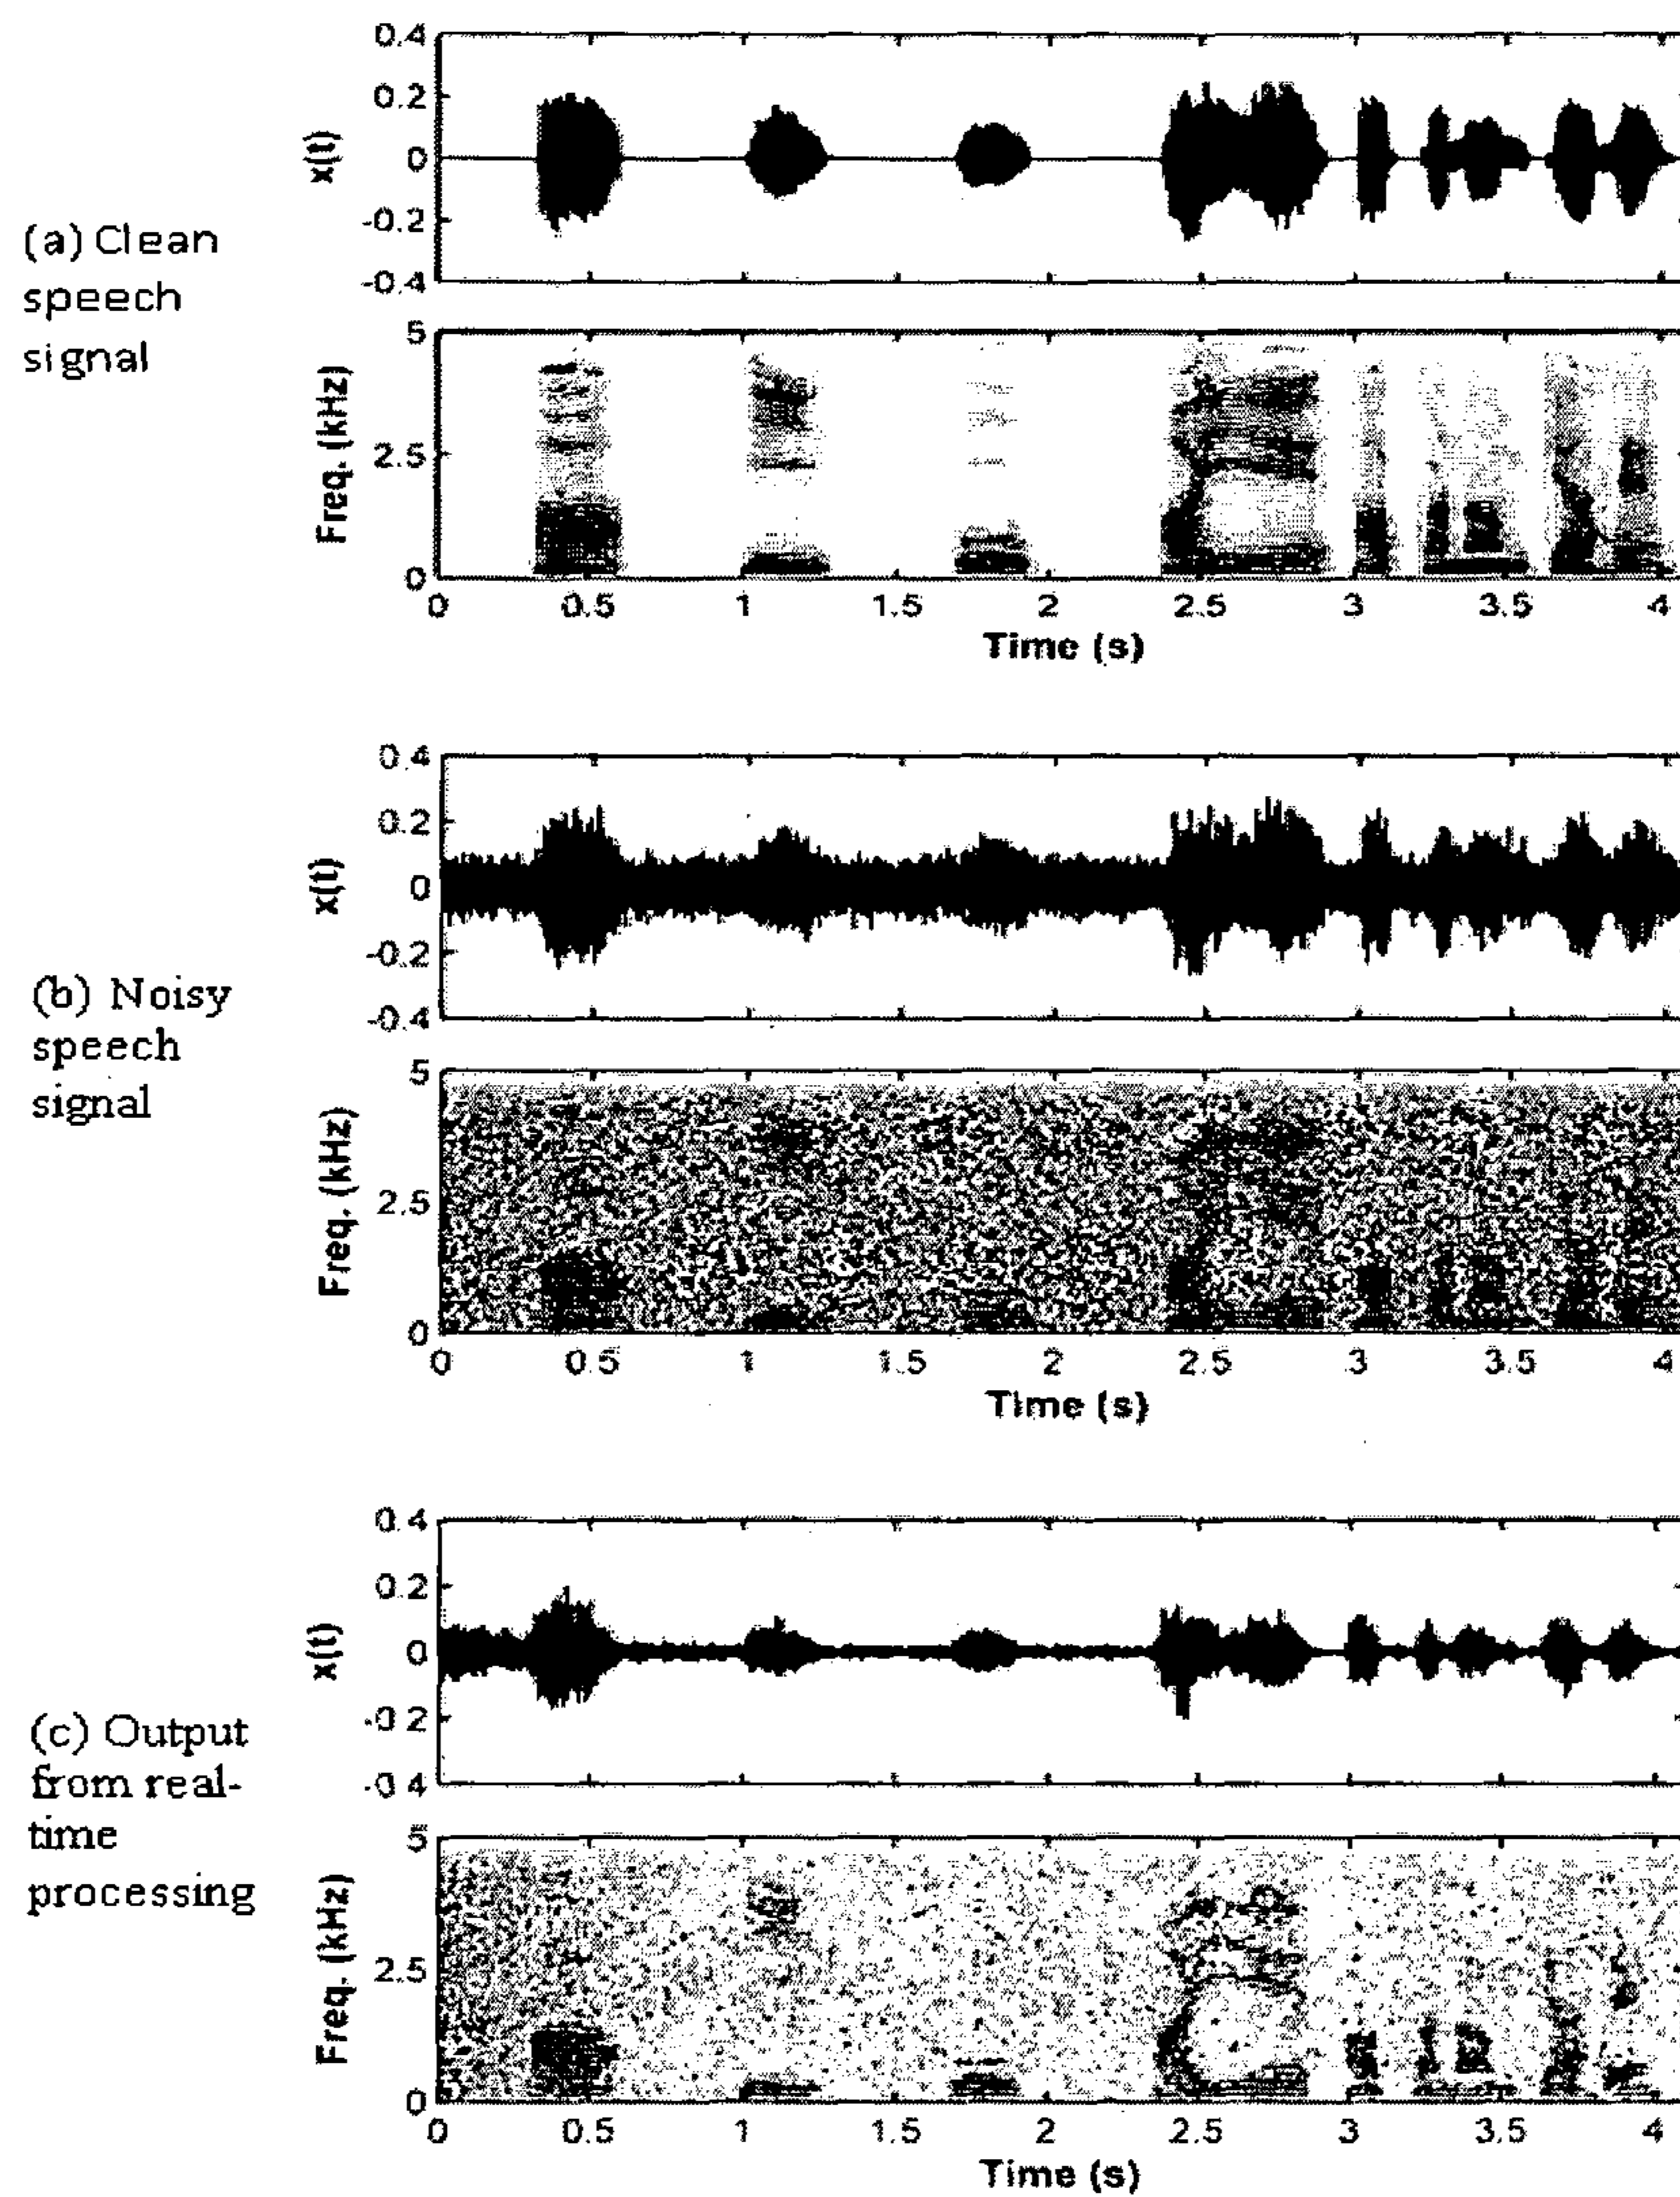 (a) Clean
speech
signal
0.4
0.2
0
-0.2
-0.4
x(t)
5
2.5
0
Freq. (kHz)
0 0.5 1 1.5 2 2.5 3 3.5 4
Time (s)
(b) Noisy
speech
signal
0.4
0.2
0
-0.2
-0.4
x(t)
5
2.5
0
Freq. (kHz)
0 0.5 1 1.5 2 2.5 3 3.5 4
Time (s)
(c) Output
from real-
time
processing
0.4
0.2
0
-0.2
-0.4
x(t)
5
2.5
0
Freq. (kHz)
0 0.5 1 1.5 2 2.5 3 3.5 4
Time (s)